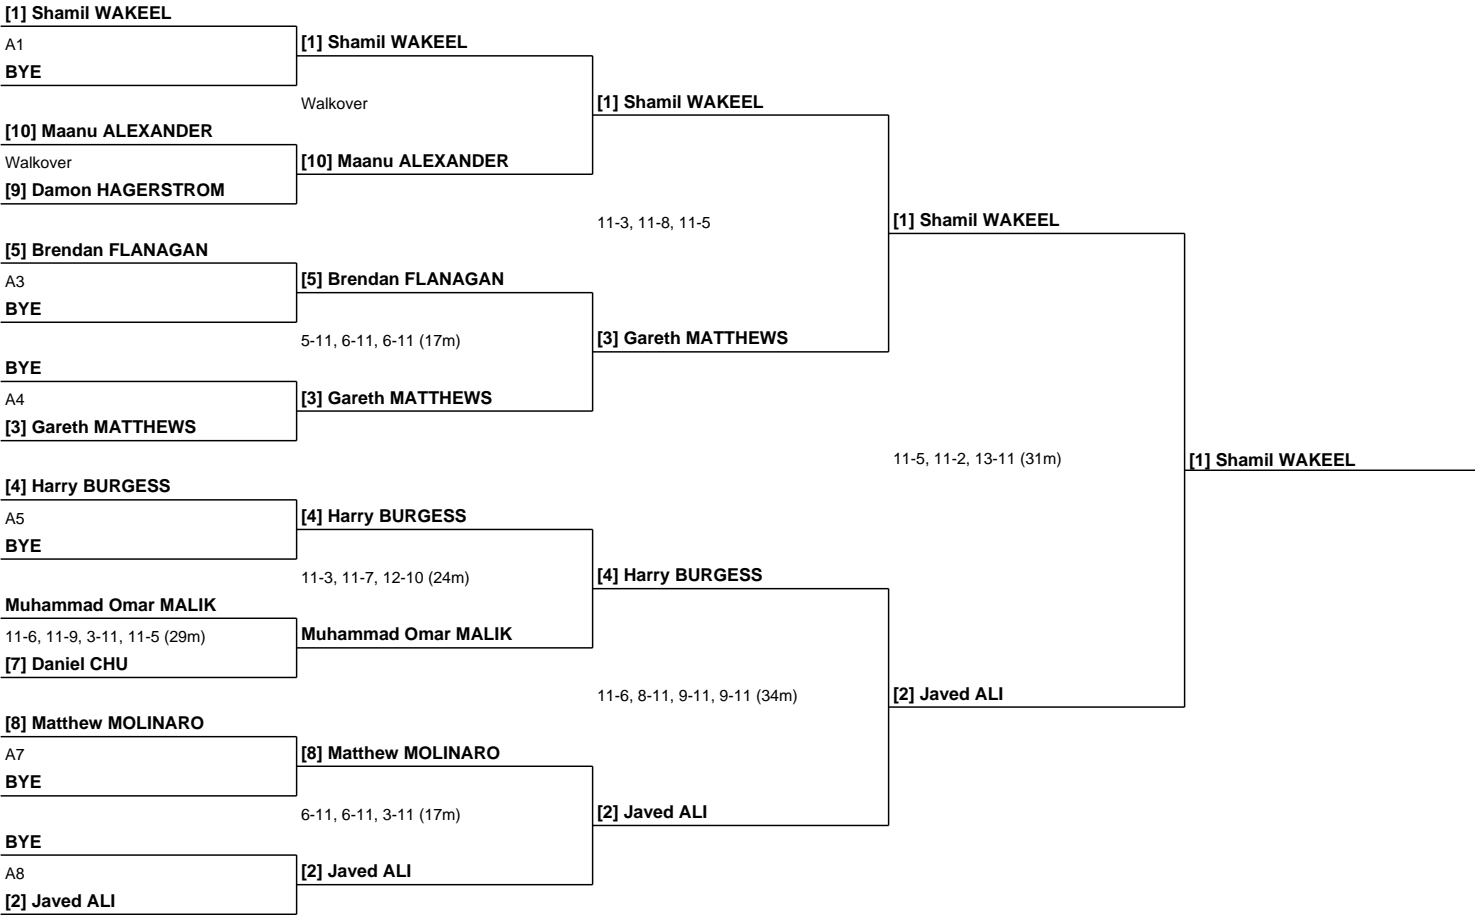 [1] Shamil WAKEEL
A1
BYE
[10] Maanu ALEXANDER
Walkover
[9] Damon HAGERSTROM
[5] Brendan FLANAGAN
A3
BYE
BYE
A4
[3] Gareth MATTHEWS
[4] Harry BURGESS
A5
BYE
Muhammad Omar MALIK
11-6, 11-9, 3-11, 11-5 (29m)
[7] Daniel CHU
[8] Matthew MOLINARO
A7
BYE
BYE
A8
[2] Javed ALI
[1] Shamil WAKEEL
Walkover
[10] Maanu ALEXANDER
[5] Brendan FLANAGAN
5-11, 6-11, 6-11 (17m)
[3] Gareth MATTHEWS
[4] Harry BURGESS
11-3, 11-7, 12-10 (24m)
Muhammad Omar MALIK
[8] Matthew MOLINARO
6-11, 6-11, 3-11 (17m)
[2] Javed ALI
[1] Shamil WAKEEL
11-3, 11-8, 11-5
[3] Gareth MATTHEWS
[4] Harry BURGESS
11-6, 8-11, 9-11, 9-11 (34m)
[2] Javed ALI
[1] Shamil WAKEEL
11-5, 11-2, 13-11 (31m)
[2] Javed ALI
[1] Shamil WAKEEL